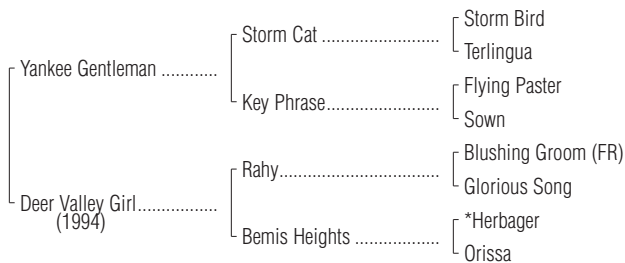 Storm Bird
Storm Cat ........................
Terlingua
Yankee Gentleman ............
Flying Paster
Key Phrase.......................
Sown
Blushing Groom (FR)
Rahy.................................
Glorious Song
Deer Valley Girl.................
(1994)
*Herbager
Bemis Heights .................
Orissa